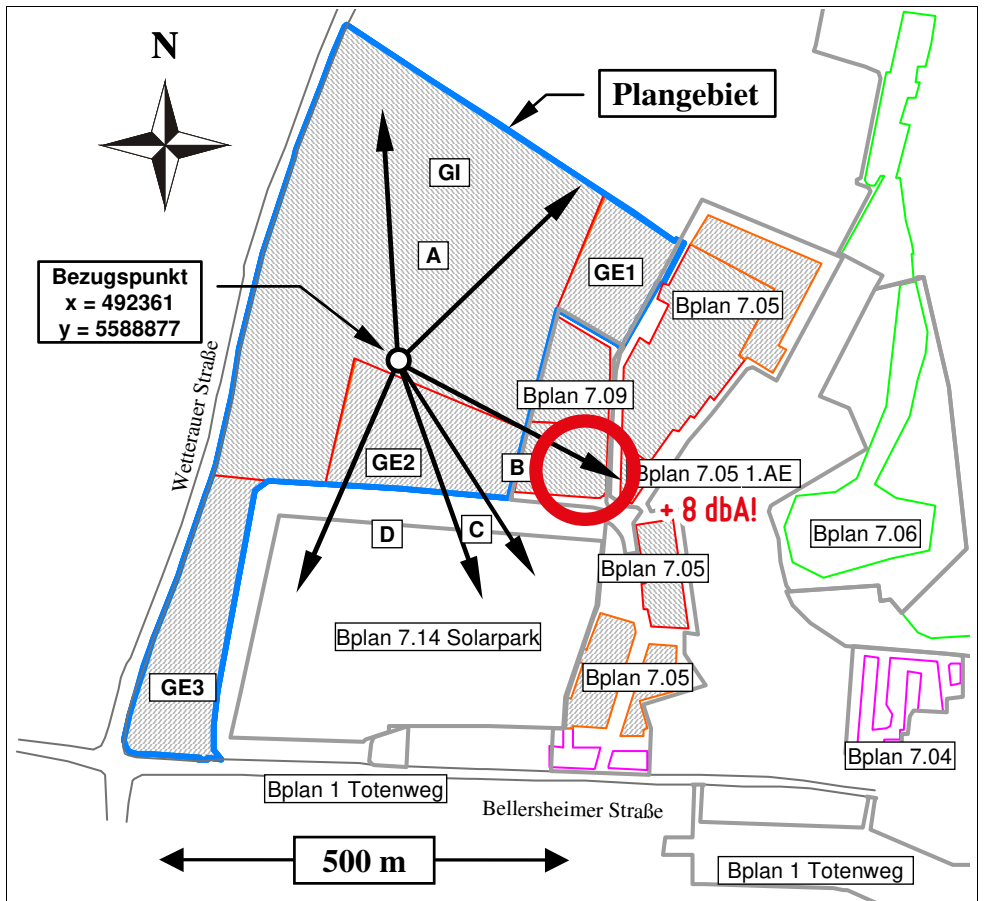 N
Plangebiet
GI
A
GE1
Bezugspunkt
x = 492361
y = 5588877
Bplan 7.05
Wetterauer Straße
Bplan 7.09
GE2
B
Bplan 7.05 1.AE
+ 8 dbA!
D
C
Bplan 7.06
Bplan 7.05
Bplan 7.14 Solarpark
GE3
Bplan 7.05
Bplan 7.04
Bplan 1 Totenweg
Bellersheimer Straße
500 m
Bplan 1 Totenweg